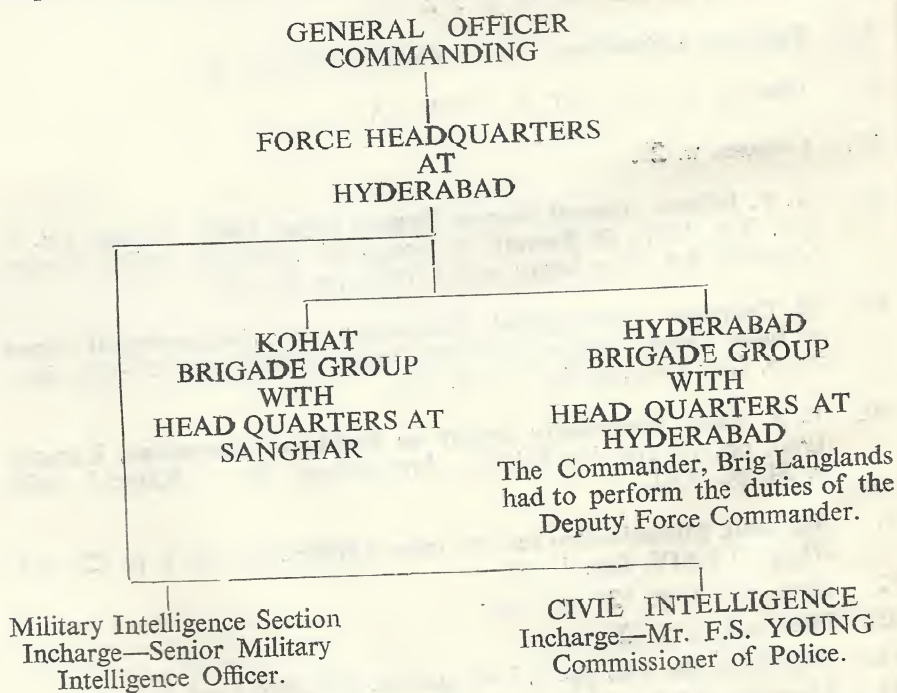 GENERAL OFFICER
COMMANDING
FORCE HEADQUARTERS
AT
HYDERABAD
KOHAT
BRIGADE GROUP
WITH
HEAD QUARTERS AT
SANGHAR
HYDERABAD
BRIGADE GROUP
WITH
HEAD QUARTERS AT
HYDERABAD
The Commander, Brig Langlands
had to perform the duties of the
Deputy Force Commander.
Military Intelligence Section
Incharge—Senior Military
Intelligence Officer.
CIVIL INTELLIGENCE
Incharge—Mr. F.S. YOUNG
Commissioner of Police.